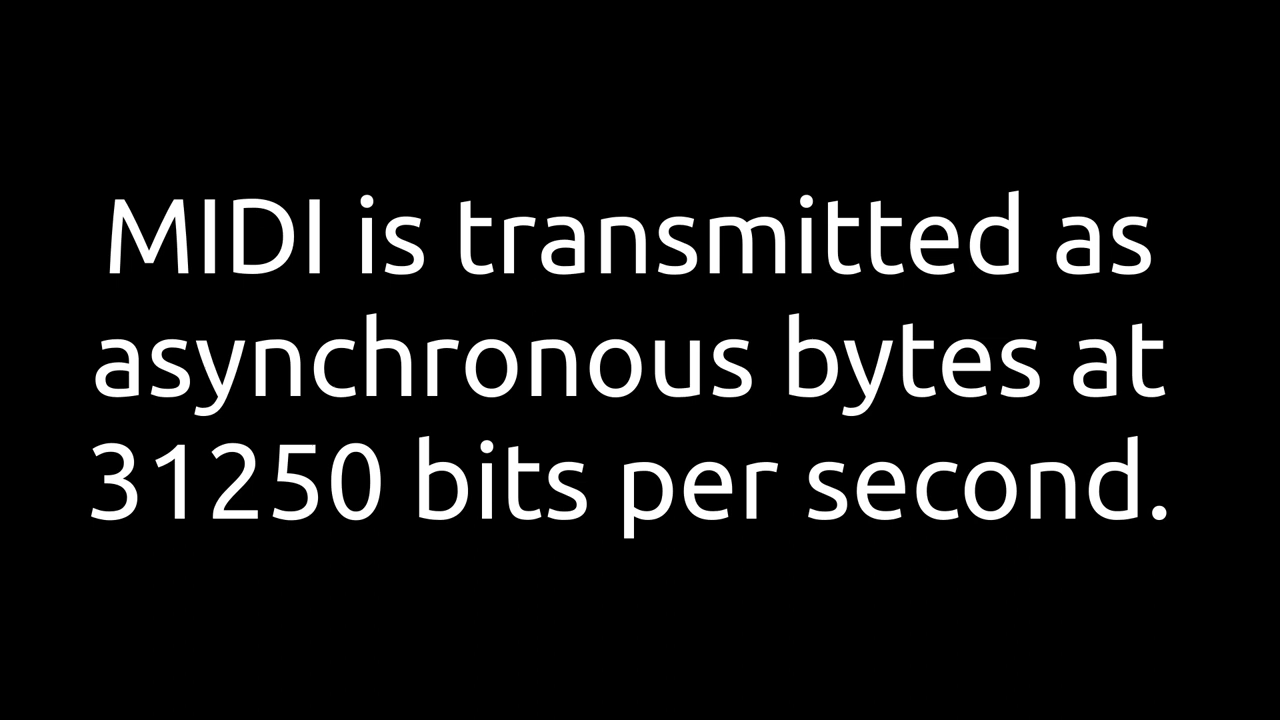 MIDI is transmitted as
asynchronous bytes at
31250 bits per second.